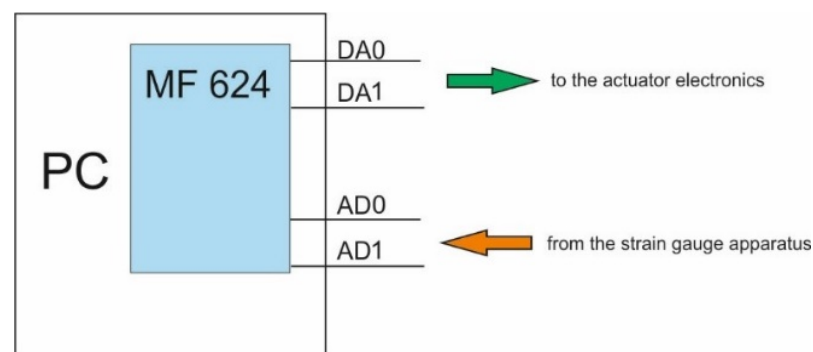 DA0
MF 624
DA1
to the actuator electronics
PC
AD0
AD1
from the strain gauge apparatus